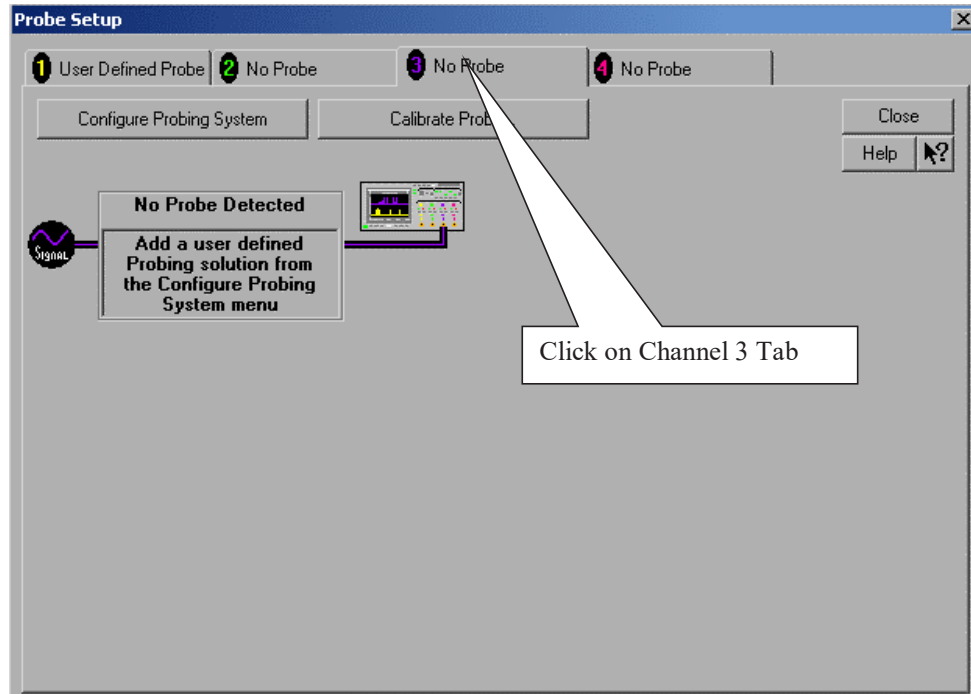 Probe Setup
1 User Defined Probe
2 No Probe
3 No Probe
4 No Probe
Configure Probing System
Calibrate Prob
Close
Help
?
No Probe Detected
Signal
Add a user defined
Probing solution from
the Configure Probing
System menu
Click on Channel 3 Tab